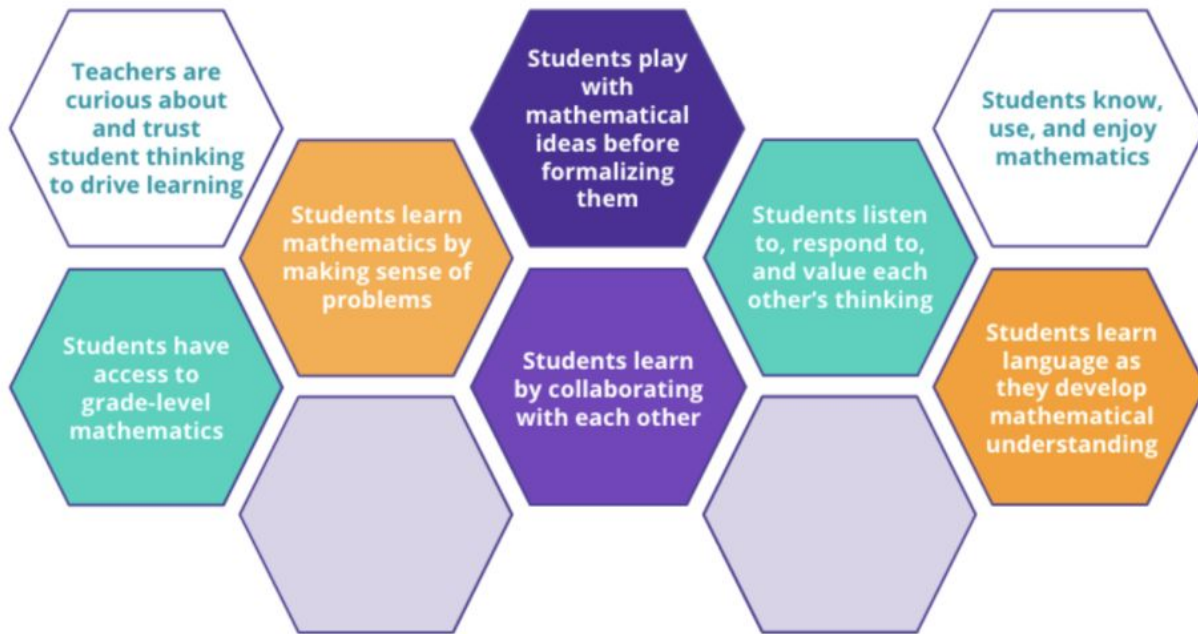 Teachers are
curious about
and trust
student thinking
to drive learning
Students learn
mathematics by
making sense of
problems
Students play
with
mathematical
ideas before
formalizing
them
Students listen
to, respond to,
and value each
other’s thinking
Students know,
use, and enjoy
mathematics
Students have
access to
grade-level
mathematics
Students learn
by collaborating
with each other
Students learn
language as
they develop
mathematical
understanding